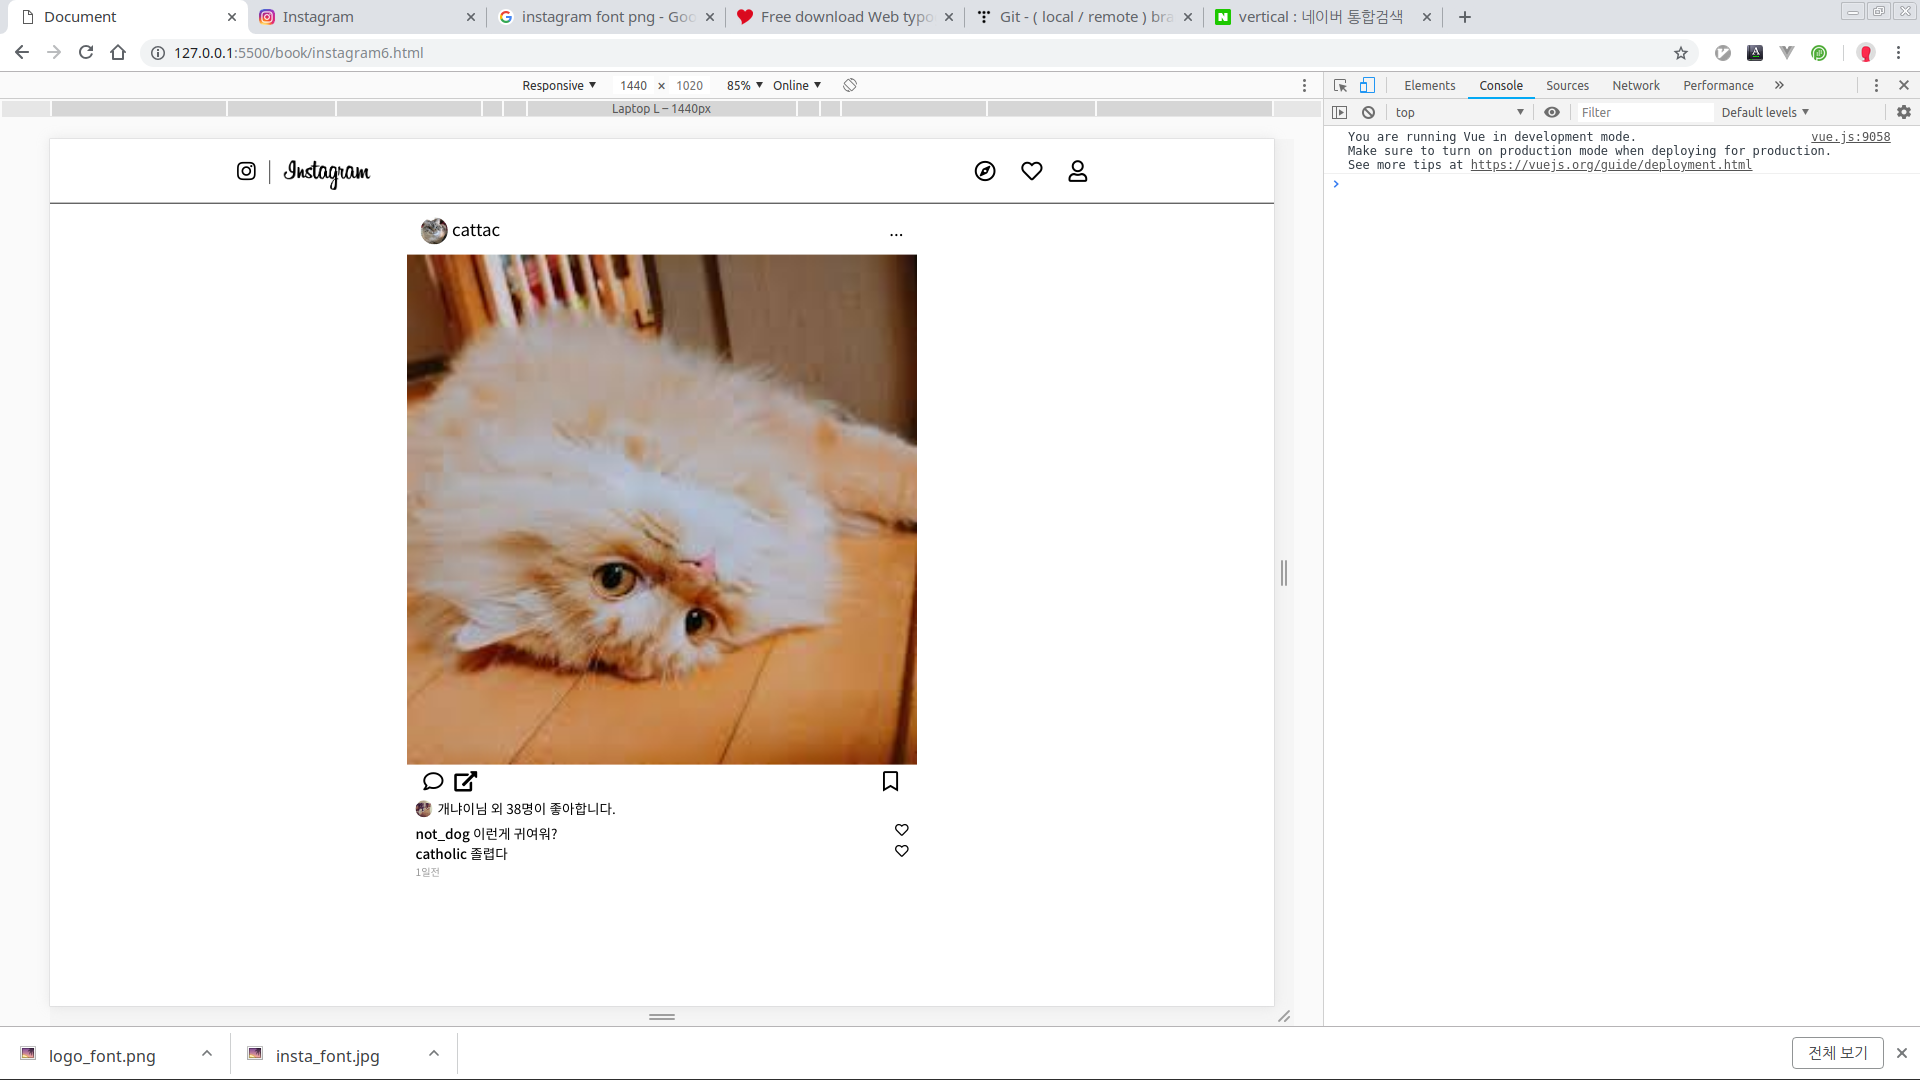 Document
Instagram
instagram font png - Goo
Free download Web typo
Git - ( local / remote ) bra
vertical : 네이버 통합검색
127.0.0.1:5500/book/instagram6.html
Responsive 1440 × 1020 85% Online
Elements Console Sources Network Performance
Laptop L – 1440px
top Filter Default levels
You are running Vue in development mode. vue.js:9058
Make sure to turn on production mode when deploying for production.
See more tips at https://vuejs.org/guide/deployment.html
Instagram
cattac ...
개냐이님 외 38명이 좋아합니다.
not_dog 이런게 귀여워?
catholic 졸렵다
1일전
logo_font.png
insta_font.jpg
전체 보기